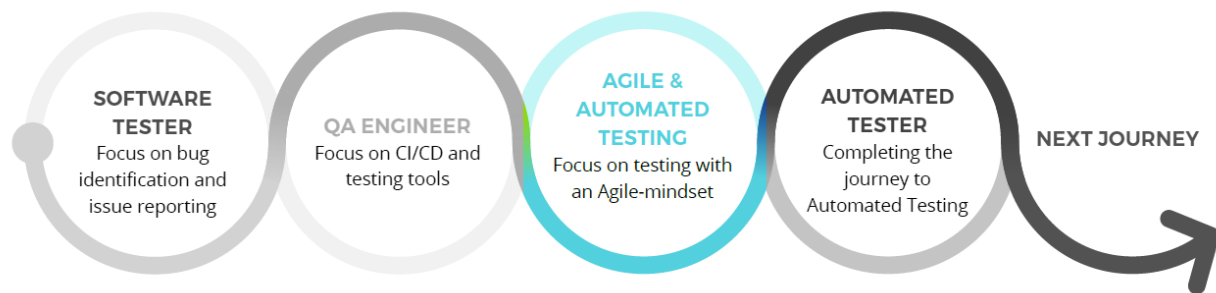 SOFTWARE
TESTER
Focus on bug
identification and
issue reporting
QA ENGINEER
Focus on CI/CD and
testing tools
AGILE &
AUTOMATED
TESTING
Focus on testing with
an Agile-mindset
AUTOMATED
TESTER
Completing the
journey to
Automated Testing
NEXT JOURNEY